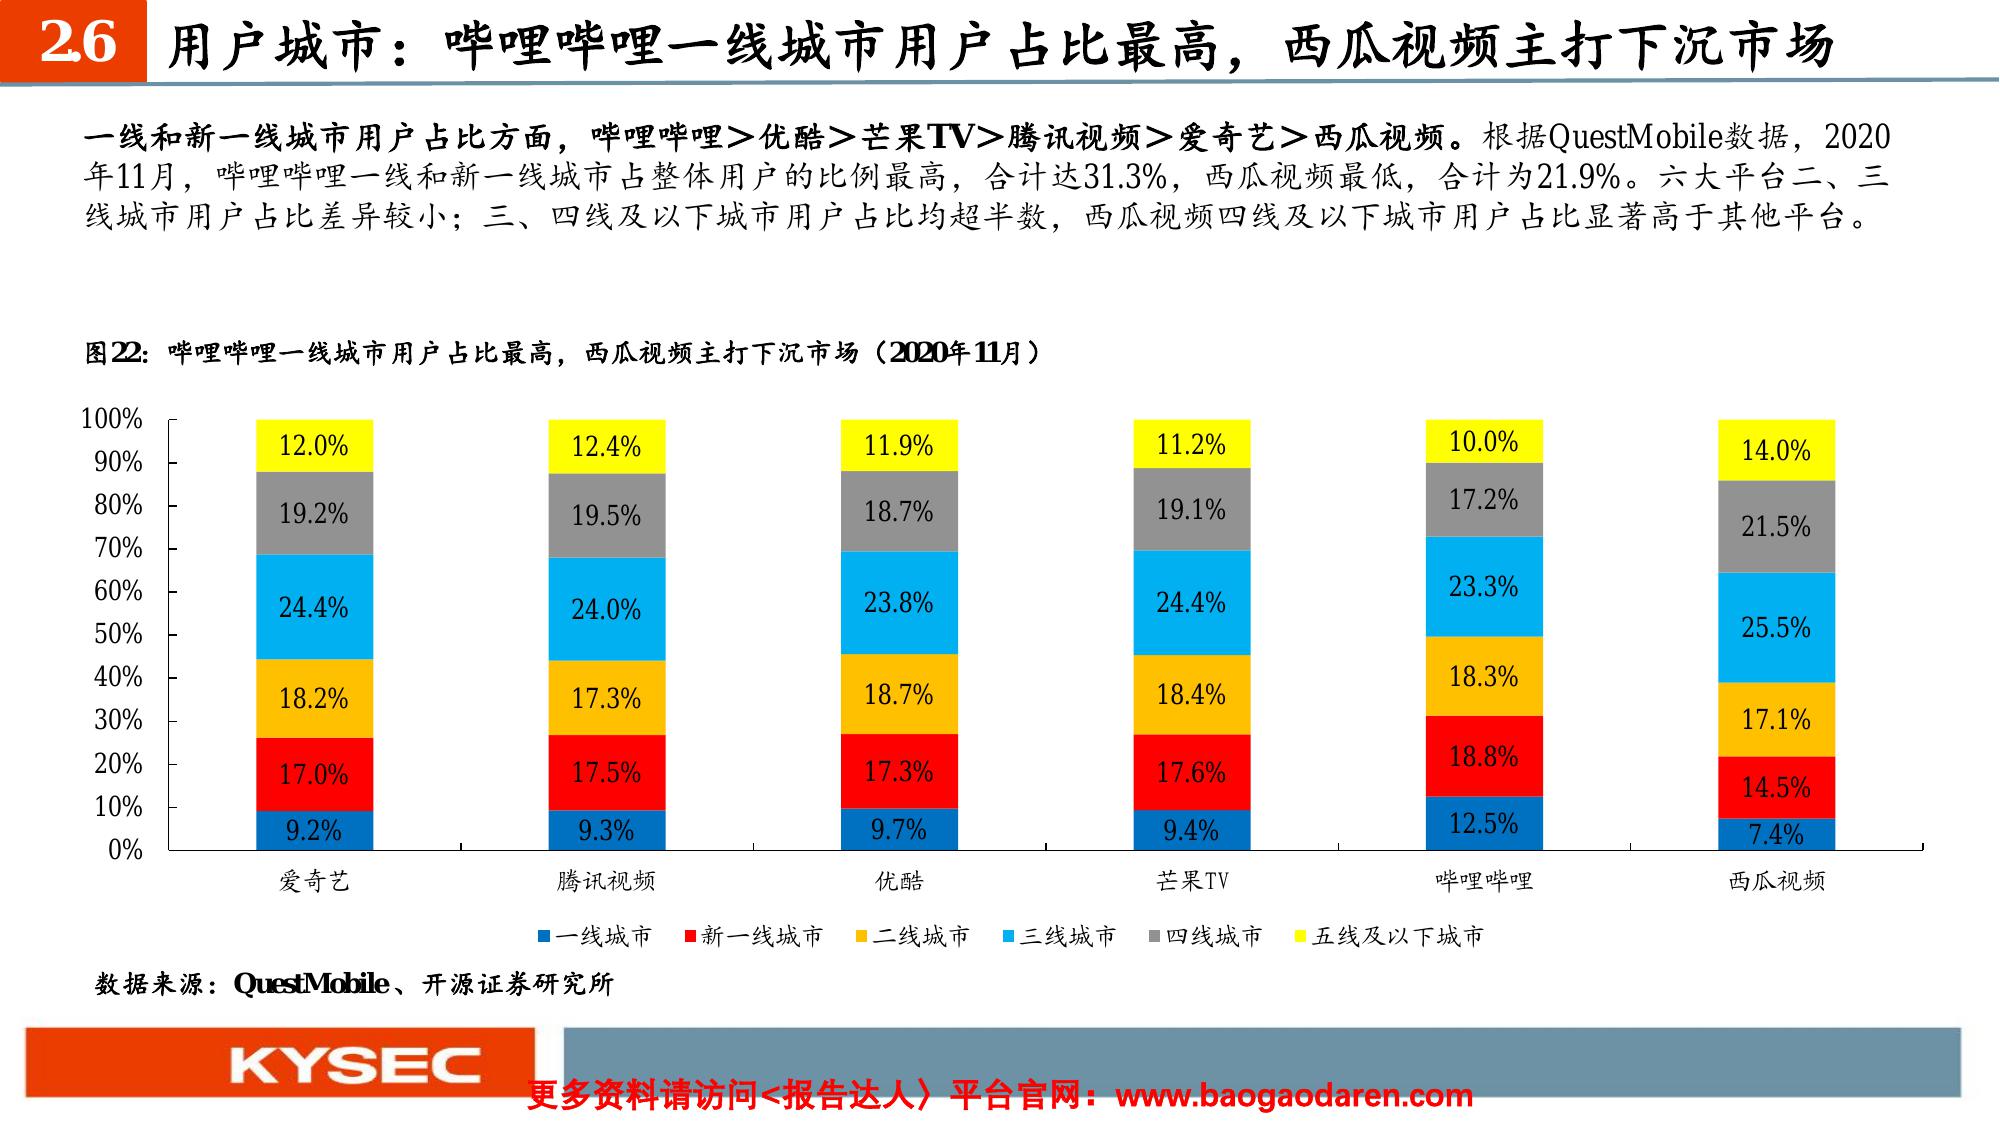 2.6 用户城市：哔哩哔哩一线城市用户占比最高，西瓜视频主打下沉市场
一线和新一线城市用户占比方面，哔哩哔哩＞优酷＞芒果TV＞腾讯视频＞爱奇艺＞西瓜视频。根据QuestMobile数据，2020
年11月，哔哩哔哩一线和新一线城市占整体用户的比例最高，合计达31.3%，西瓜视频最低，合计为21.9%。六大平台二、三
线城市用户占比差异较小；三、四线及以下城市用户占比均超半数，西瓜视频四线及以下城市用户占比显著高于其他平台。
图22：哔哩哔哩一线城市用户占比最高，西瓜视频主打下沉市场（2020年11月）
100%
90%
80%
70%
60%
50%
40%
30%
20%
10%
0%
12.0% 12.4% 11.9% 11.2% 10.0% 14.0%
19.2% 19.5% 18.7% 19.1% 17.2% 21.5%
24.4% 24.0% 23.8% 24.4% 23.3% 25.5%
18.2% 17.3% 18.7% 18.4% 18.3% 17.1%
17.0% 17.5% 17.3% 17.6% 18.8% 14.5%
9.2% 9.3% 9.7% 9.4% 12.5% 7.4%
爱奇艺 腾讯视频 优酷 芒果TV 哔哩哔哩 西瓜视频
一线城市 新一线城市 二线城市 三线城市 四线城市 五线及以下城市
数据来源：QuestMobile、开源证券研究所
KYSEC
更多资料请访问<报告达人〉平台官网：www.baogaodaren.com